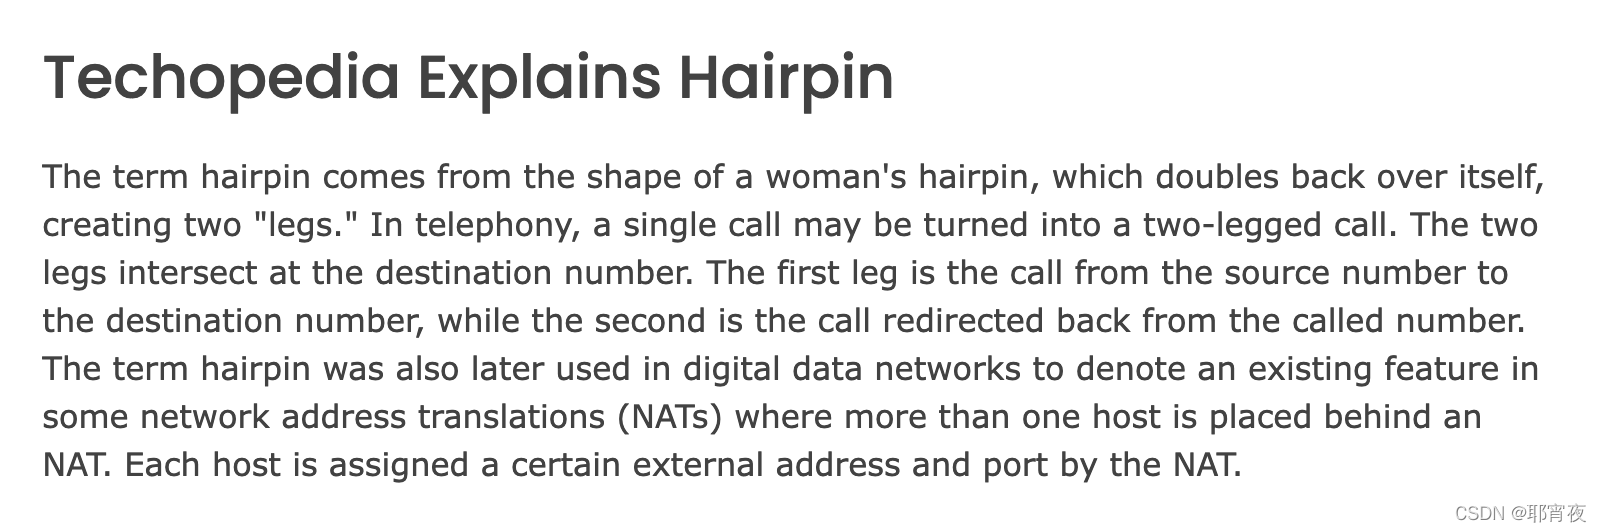 Techopedia Explains Hairpin
The term hairpin comes from the shape of a woman's hairpin, which doubles back over itself,
creating two "legs." In telephony, a single call may be turned into a two-legged call. The two
legs intersect at the destination number. The first leg is the call from the source number to
the destination number, while the second is the call redirected back from the called number.
The term hairpin was also later used in digital data networks to denote an existing feature in
some network address translations (NATs) where more than one host is placed behind an
NAT. Each host is assigned a certain external address and port by the NAT.
CSDN @耶宵夜